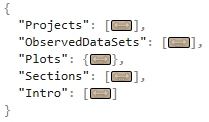 {
"Projects": [],
"ObservedDataSets": [],
"Plots": {},
"Sections": [],
"Intro": []
}